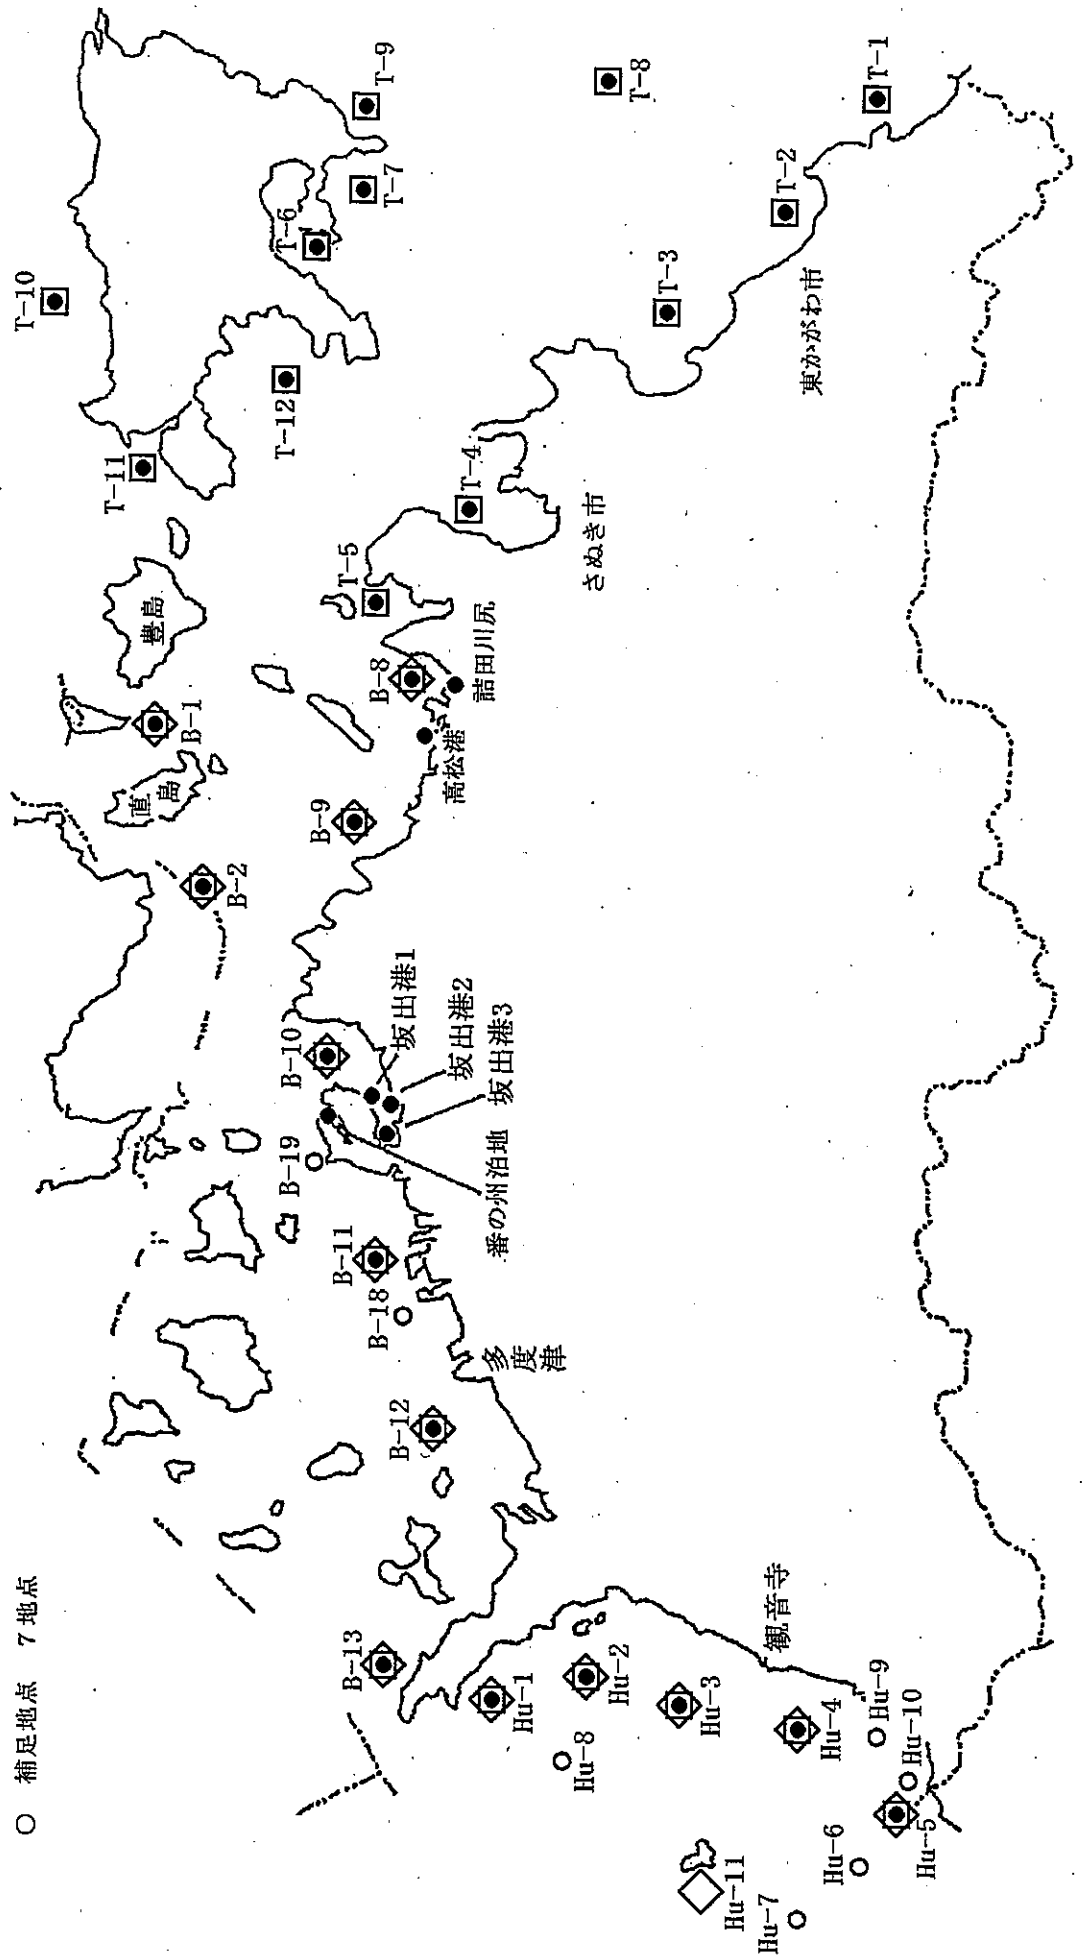 ○ 補足地点 7地点
T-10
T-11
T-12
T-6
T-7
T-9
T-8
T-1
T-2
T-3
T-4
T-5
東かがわ市
さぬき市
豊島
直島
B-1
B-2
B-8
詰田川尻
高松港
B-9
B-10
坂出港1
坂出港2
坂出港3
番の州泊地
B-19
B-11
B-18
多度津
B-12
B-13
観音寺
Hu-1
Hu-2
Hu-3
Hu-4
Hu-8
Hu-9
Hu-10
Hu-5
Hu-6
Hu-11
Hu-7